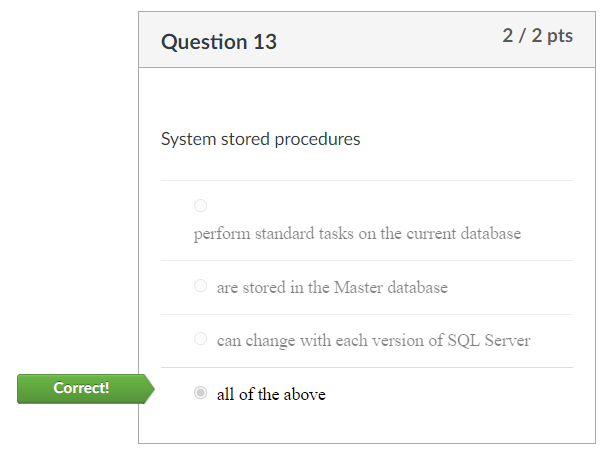 Question 13
2 / 2 pts
System stored procedures
perform standard tasks on the current database
are stored in the Master database
can change with each version of SQL Server
Correct!
all of the above